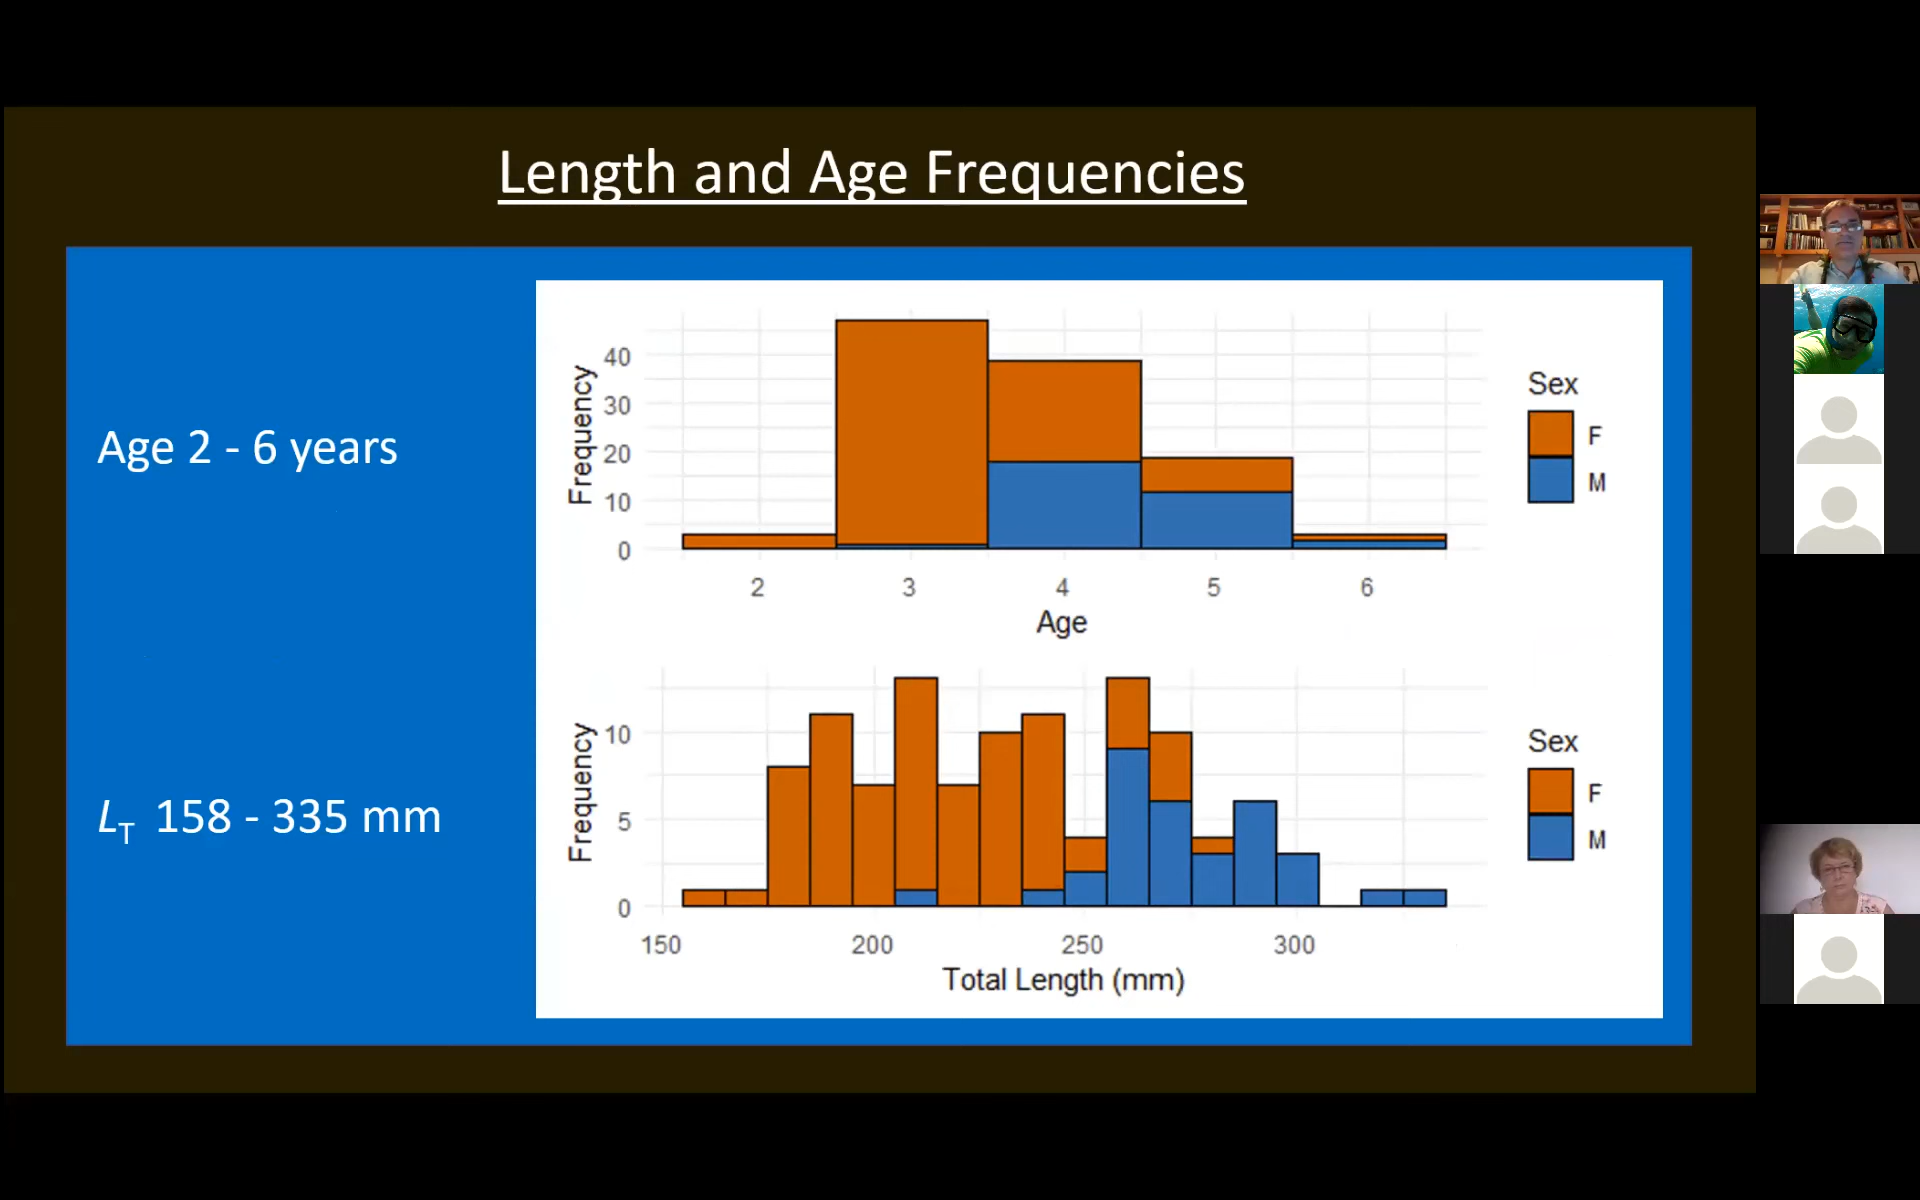 Length and Age Frequencies
Age 2 - 6 years
LT 158 - 335 mm
Frequency
40
30
20
10
0
2 3 4 5 6
Age
Sex
F
M
Frequency
10
5
0
150 200 250 300
Total Length (mm)
Sex
F
M